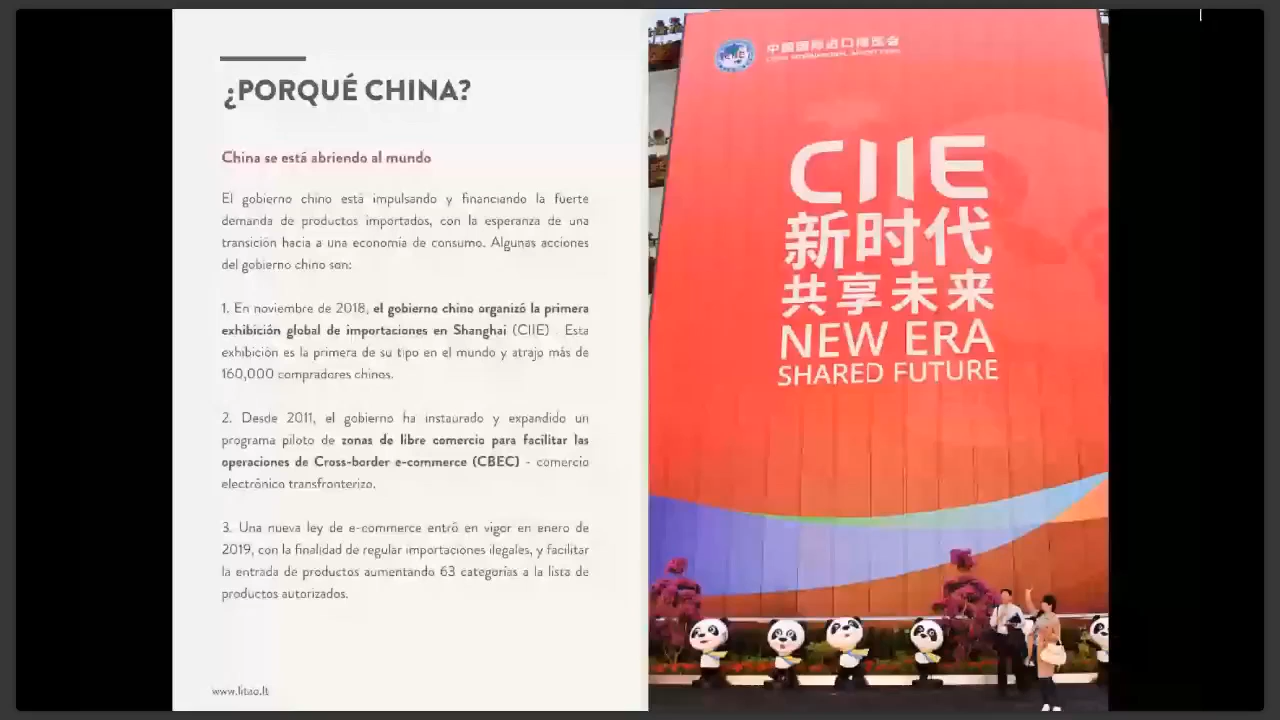 ¿PORQUÉ CHINA?
China se está abriendo al mundo
El gobierno chino está impulsando y financiando la fuerte
demanda de productos importados, con la esperanza de una
transición hacia a una economía de consumo. Algunas acciones
del gobierno chino son:
1. En noviembre de 2018, el gobierno chino organizó la primera
exhibición global de importaciones en Shanghai (CIIE) . Esta
exhibición es la primera de su tipo en el mundo y atrajo más de
160,000 compradores chinos.
2. Desde 2011, el gobierno ha instaurado y expandido un
programa piloto de zonas de libre comercio para facilitar las
operaciones de Cross-border e-commerce (CBEC) - comercio
electrónico transfronterizo.
3. Una nueva ley de e-commerce entró en vigor en enero de
2019, con la finalidad de regular importaciones ilegales, y facilitar
la entrada de productos aumentando 63 categorías a la lista de
productos autorizados.
www.litao.lt
中国国际进口博览会
CHINA INTERNATIONAL IMPORT EXPO
CIIE
新时代
共享未来
NEW ERA
SHARED FUTURE